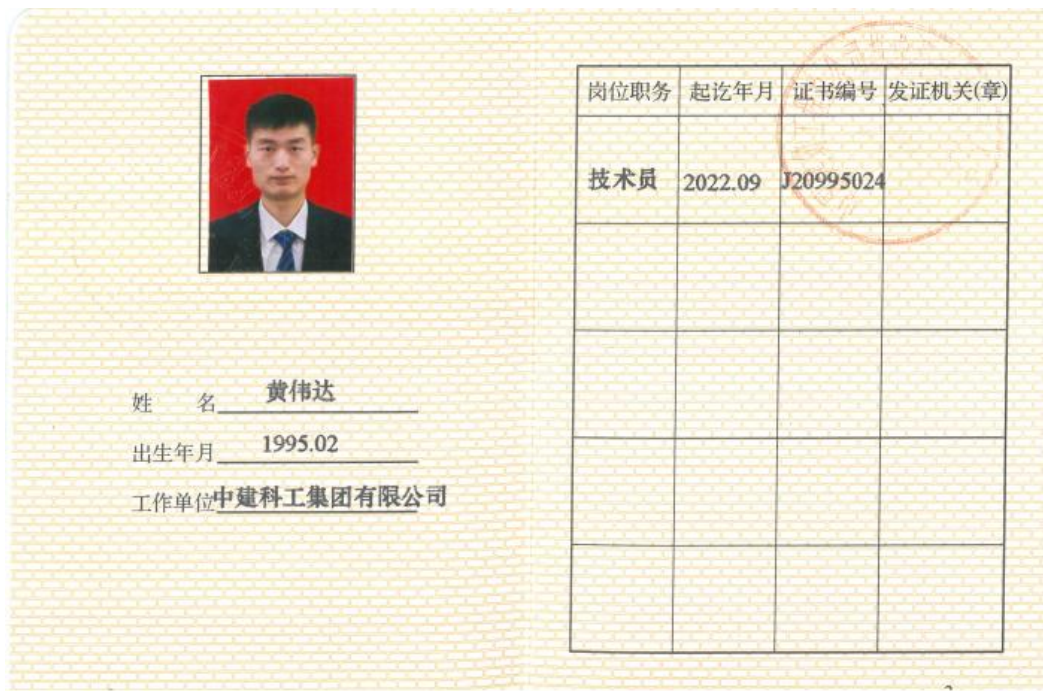 姓 名 黄伟达
出生年月 1995.02
工作单位 中建科工集团有限公司
岗位职务 起讫年月 证书编号 发证机关(章)
技术员 2022.09 J20995024